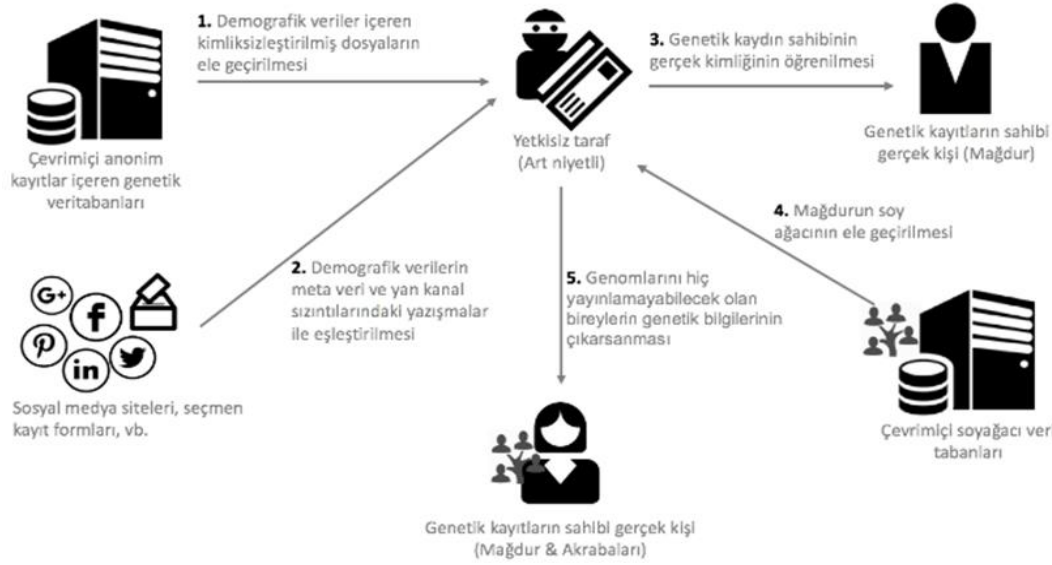 1. Demografik veriler içeren
kimliksizleştirilmiş dosyaların
ele geçirilmesi
3. Genetik kaydın sahibinin
gerçek kimliğinin öğrenilmesi
Çevrimiçi anonim
kayıtlar içeren genetik
veritabanları
Yetkisiz taraf
(Art niyetli)
Genetik kayıtların sahibi
gerçek kişi (Mağdur)
4. Mağdurun soy
ağacının ele geçirilmesi
2. Demografik verilerin
meta veri ve yan kanal
sızıntılarındaki yazışmalar
ile eşleştirilmesi
5. Genomlarını hiç
yayınlamayabilecek olan
bireylerin genetik bilgilerinin
çıkarsanması
G+
f
P
in
Sosyal medya siteleri, seçmen
kayıt formları, vb.
Çevrimiçi soyağacı veri
tabanları
Genetik kayıtların sahibi gerçek kişi
(Mağdur & Akrabaları)